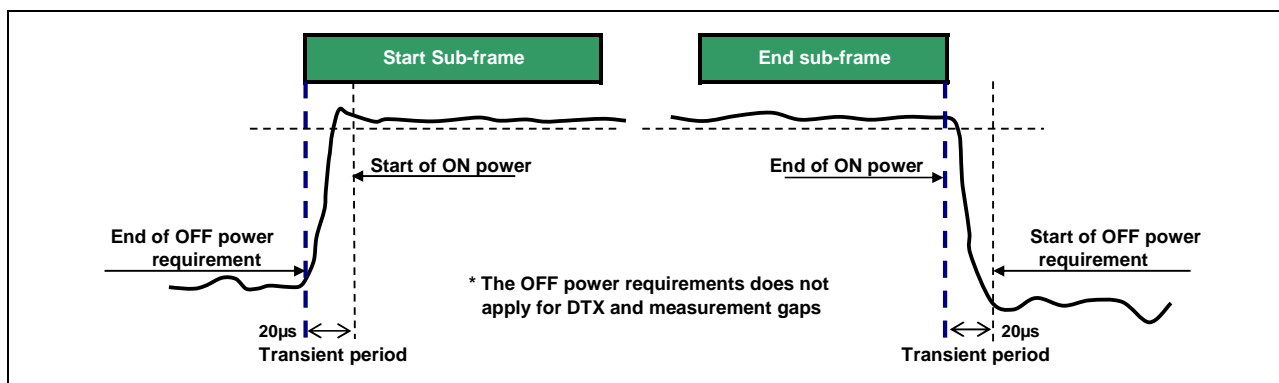 Start Sub-frame
End sub-frame
Start of ON power
End of ON power
End of OFF power
requirement
Start of OFF power
requirement
* The OFF power requirements does not
apply for DTX and measurement gaps
20µs
20µs
Transient period
Transient period